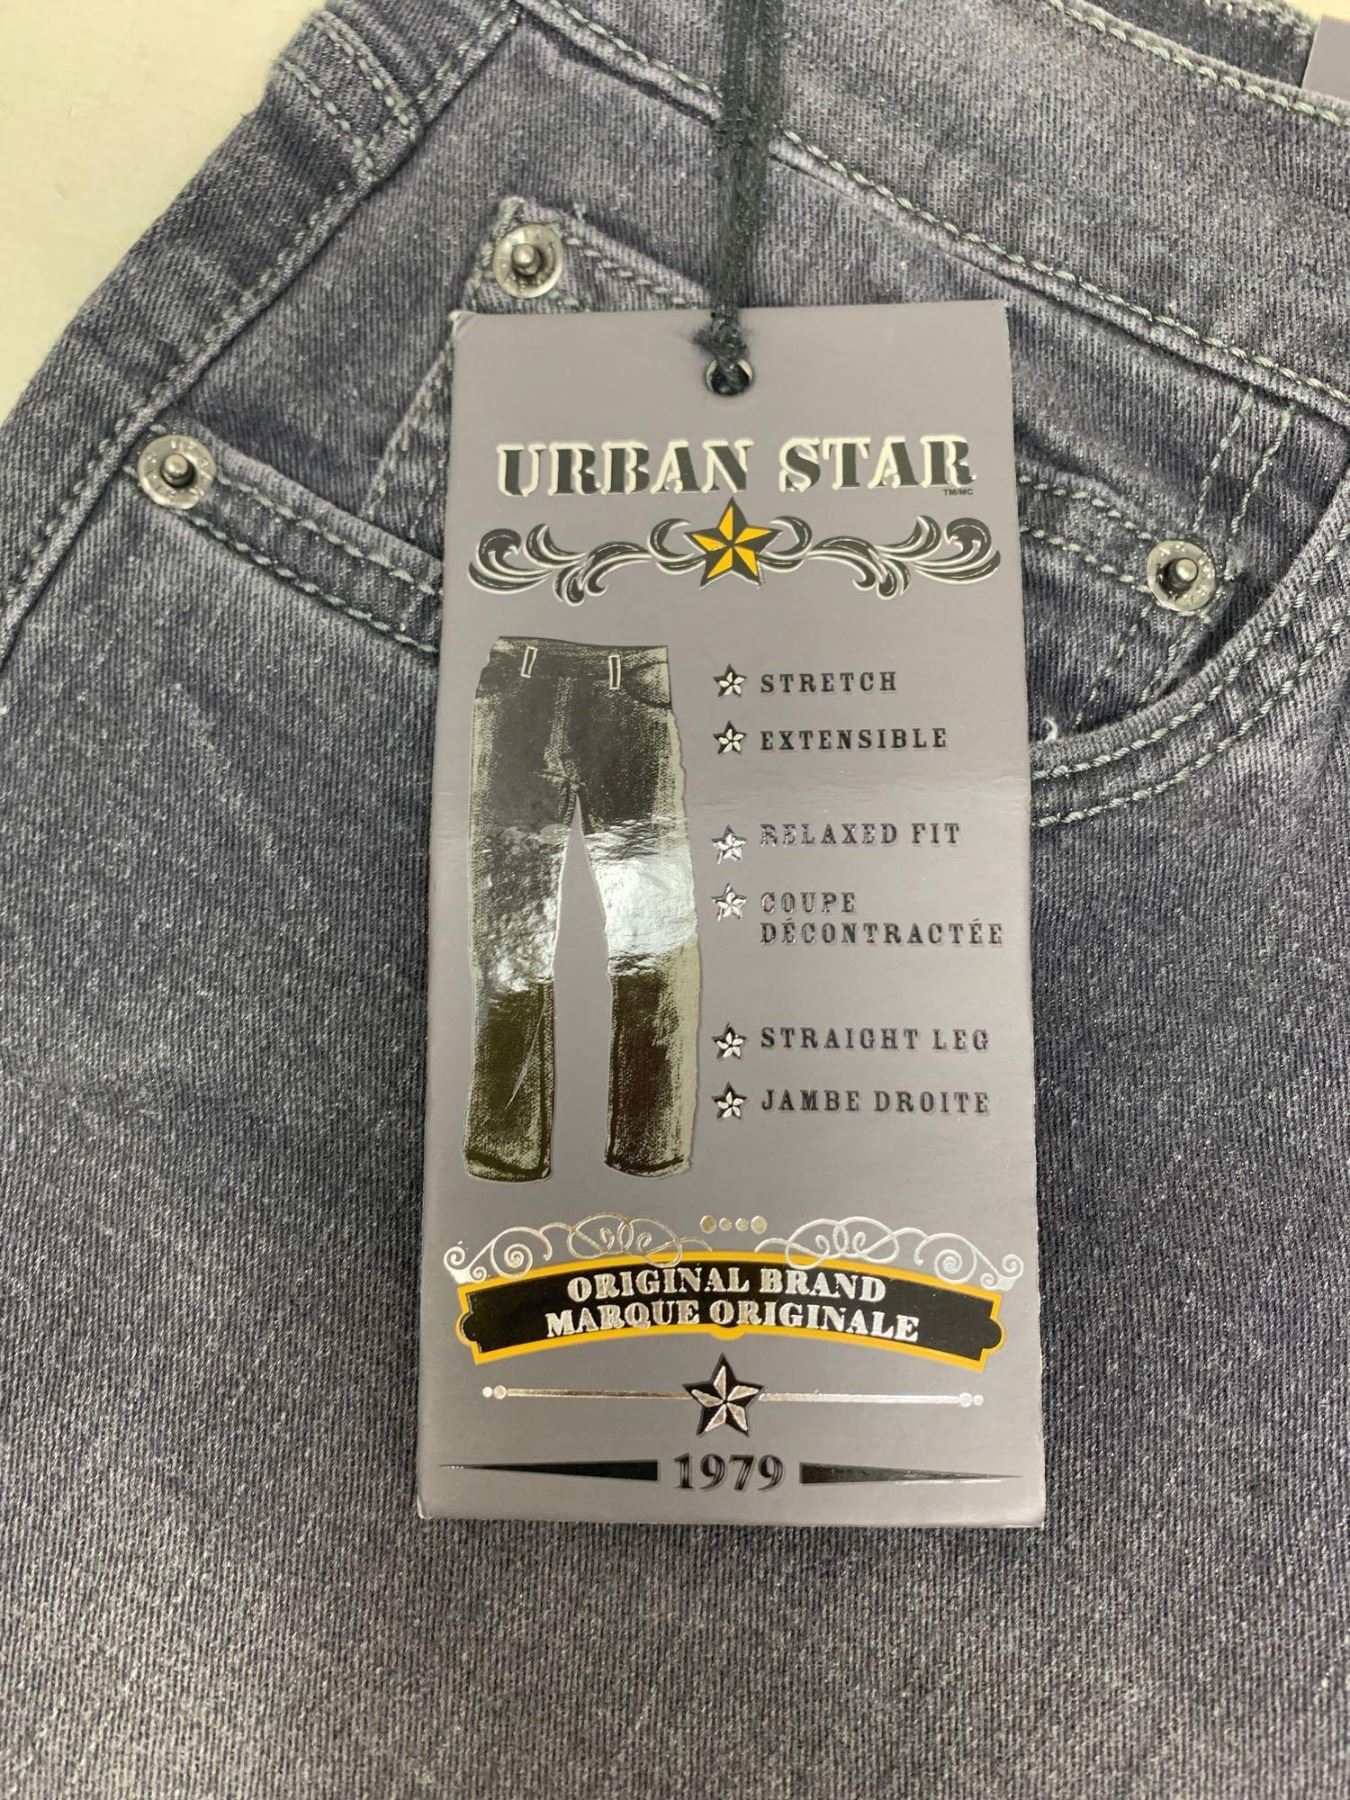 URBAN STAR
TM/MC
STRETCH
EXTENSIBLE
RELAXED FIT
COUPE
DÉCONTRACTÉE
STRAIGHT LEG
JAMBE DROITE
ORIGINAL BRAND
MARQUE ORIGINALE
1979